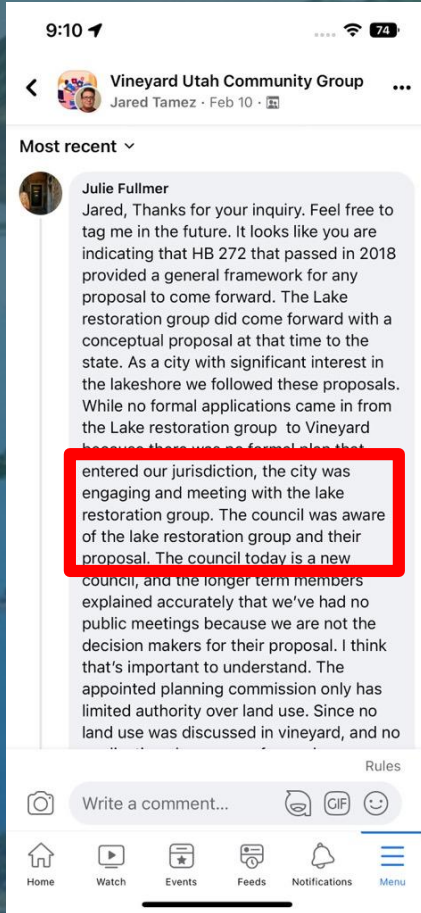 9:10
74
Vineyard Utah Community Group
Jared Tamez · Feb 10 ·
Most recent
Julie Fullmer
Jared, Thanks for your inquiry. Feel free to
tag me in the future. It looks like you are
indicating that HB 272 that passed in 2018
provided a general framework for any
proposal to come forward. The Lake
restoration group did come forward with a
conceptual proposal at that time to the
state. As a city with significant interest in
the lakeshore we followed these proposals.
While no formal applications came in from
the Lake restoration group to Vineyard
because there was no formal plan that
entered our jurisdiction, the city was
engaging and meeting with the lake
restoration group. The council was aware
of the lake restoration group and their
proposal. The council today is a new
council, and the longer term members
explained accurately that we've had no
public meetings because we are not the
decision makers for their proposal. I think
that's important to understand. The
appointed planning commission only has
limited authority over land use. Since no
land use was discussed in vineyard, and no
Rules
Write a comment...
GIF
Home
Watch
Events
Feeds
Notifications
Menu